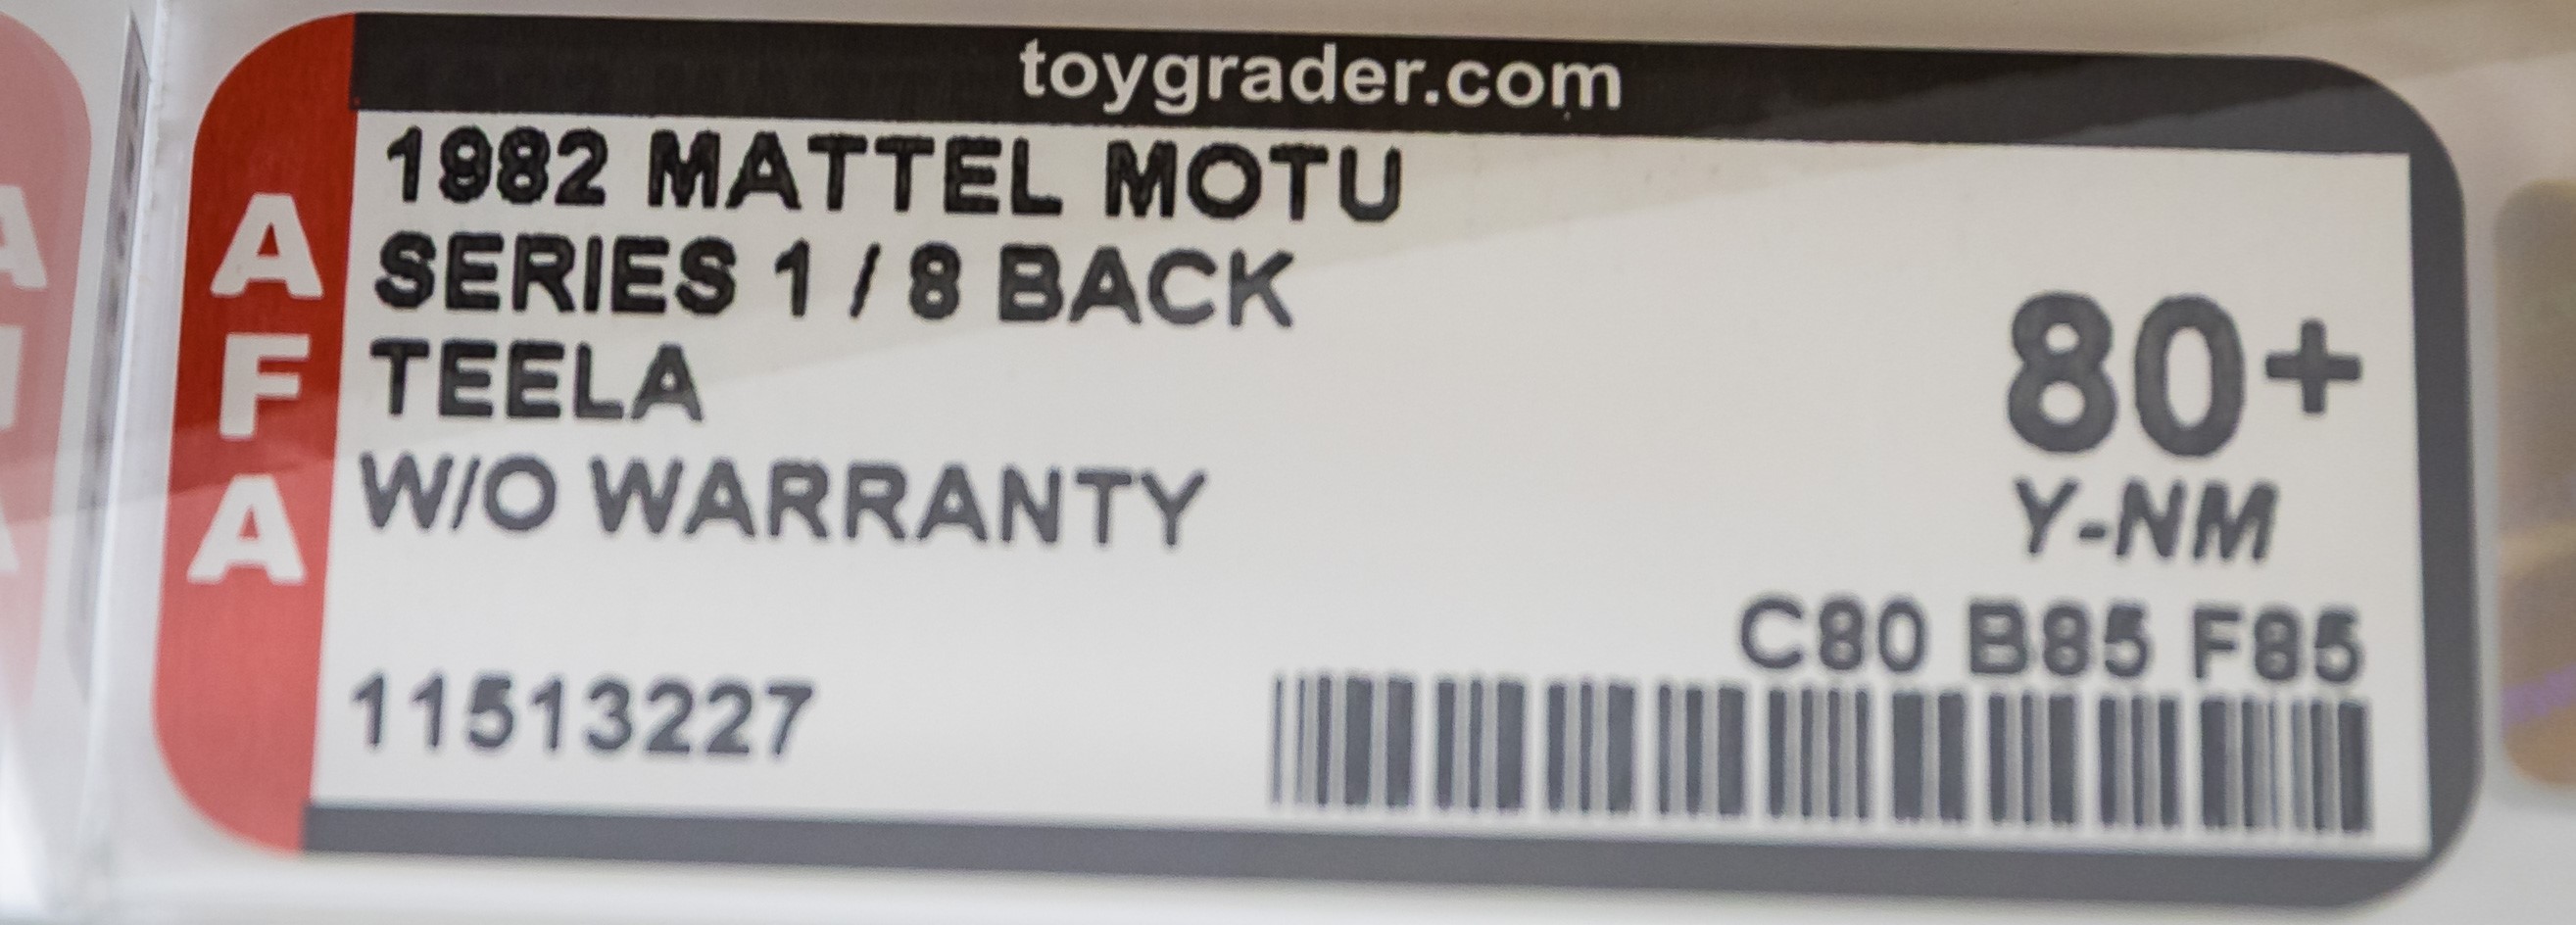 toygrader.com
AFA
1982 MATTEL MOTU
SERIES 1 / 8 BACK
TEELA
W/O WARRANTY
80+
Y-NM
C80 B85 F85
11513227